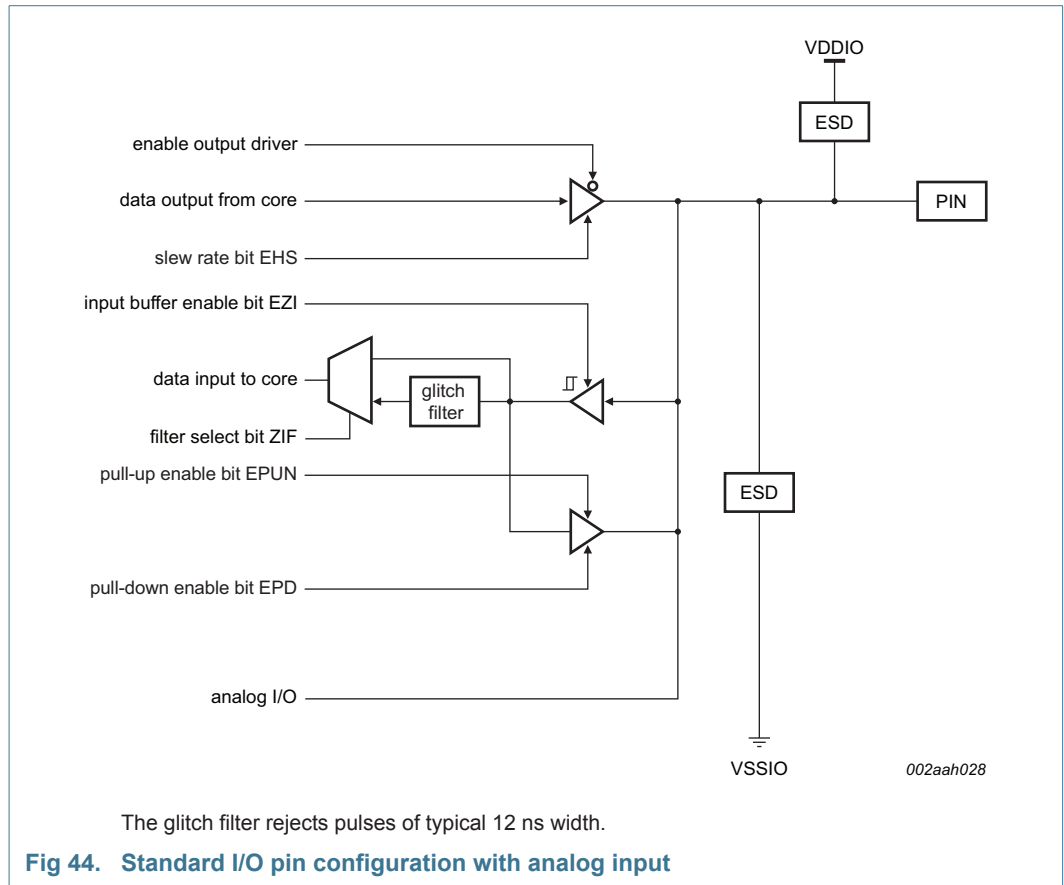 VDDIO
ESD
enable output driver
data output from core
PIN
slew rate bit EHS
input buffer enable bit EZI
data input to core
glitch
filter
filter select bit ZIF
pull-up enable bit EPUN
ESD
pull-down enable bit EPD
analog I/O
VSSIO
002aah028
The glitch filter rejects pulses of typical 12 ns width.
Fig 44. Standard I/O pin configuration with analog input